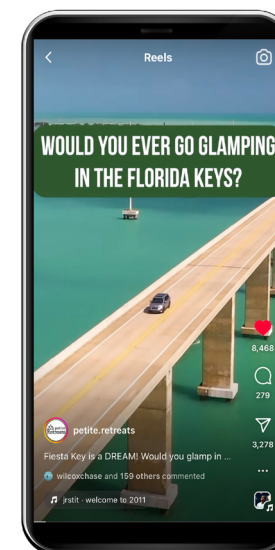 Reels
WOULD YOU EVER GO GLAMPING
IN THE FLORIDA KEYS?
8,468
279
3,278
petite.retreats
Fiesta Key is a DREAM! Would you glamp in ...
wilcoxchase and 159 others commented
jrstit · welcome to 2011